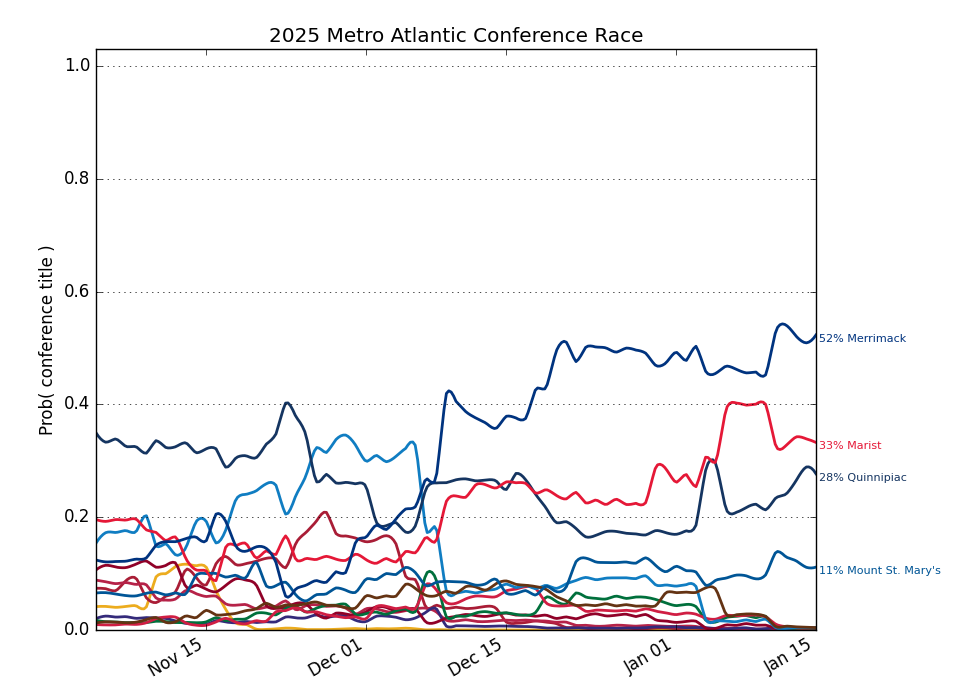 2025 Metro Atlantic Conference Race
Prob( conference title )
1.0
0.8
0.6
0.4
0.2
0.0
52% Merrimack
33% Marist
28% Quinnipiac
11% Mount St. Mary's
Nov 15
Dec 01
Dec 15
Jan 01
Jan 15